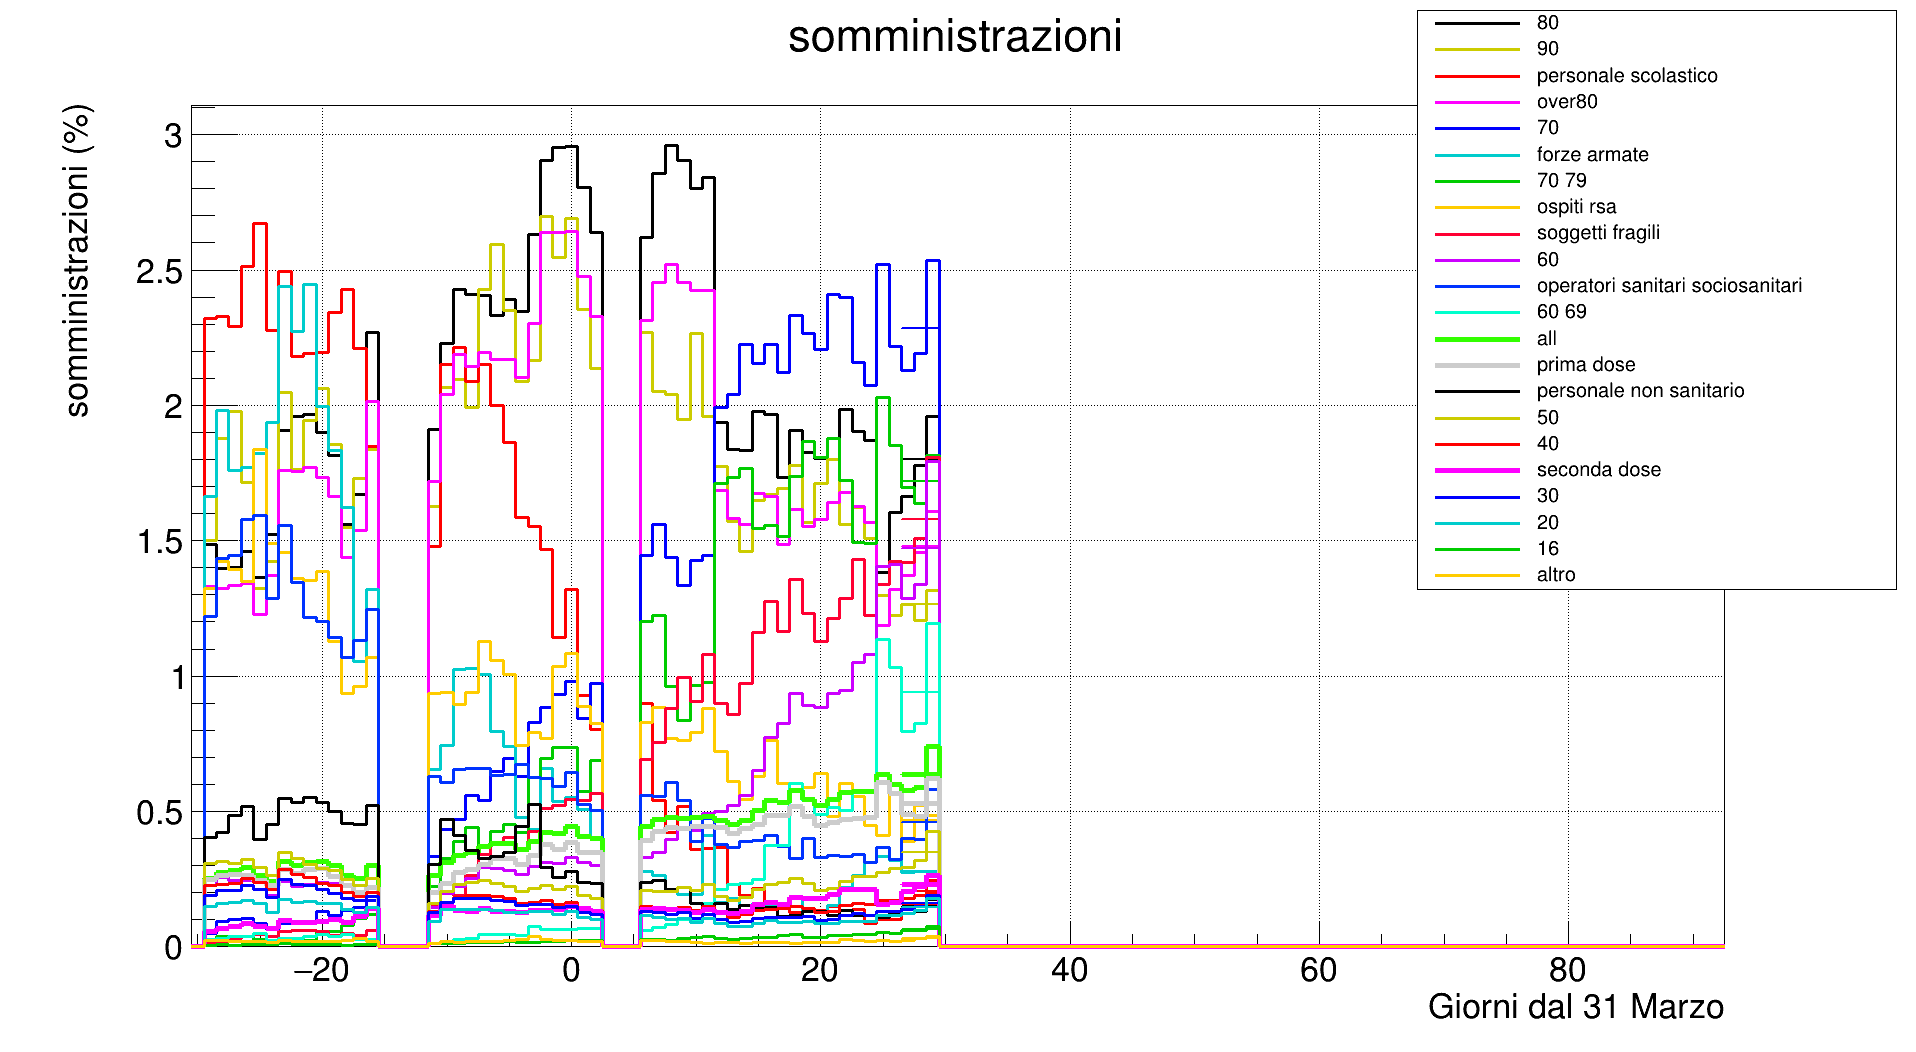 somministrazioni
somministrazioni (%)
3
2.5
2
1.5
1
0.5
0
−20
0
20
40
60
80
Giorni dal 31 Marzo
80
90
personale scolastico
over80
70
forze armate
70 79
ospiti rsa
soggetti fragili
60
operatori sanitari sociosanitari
60 69
all
prima dose
personale non sanitario
50
40
seconda dose
30
20
16
altro